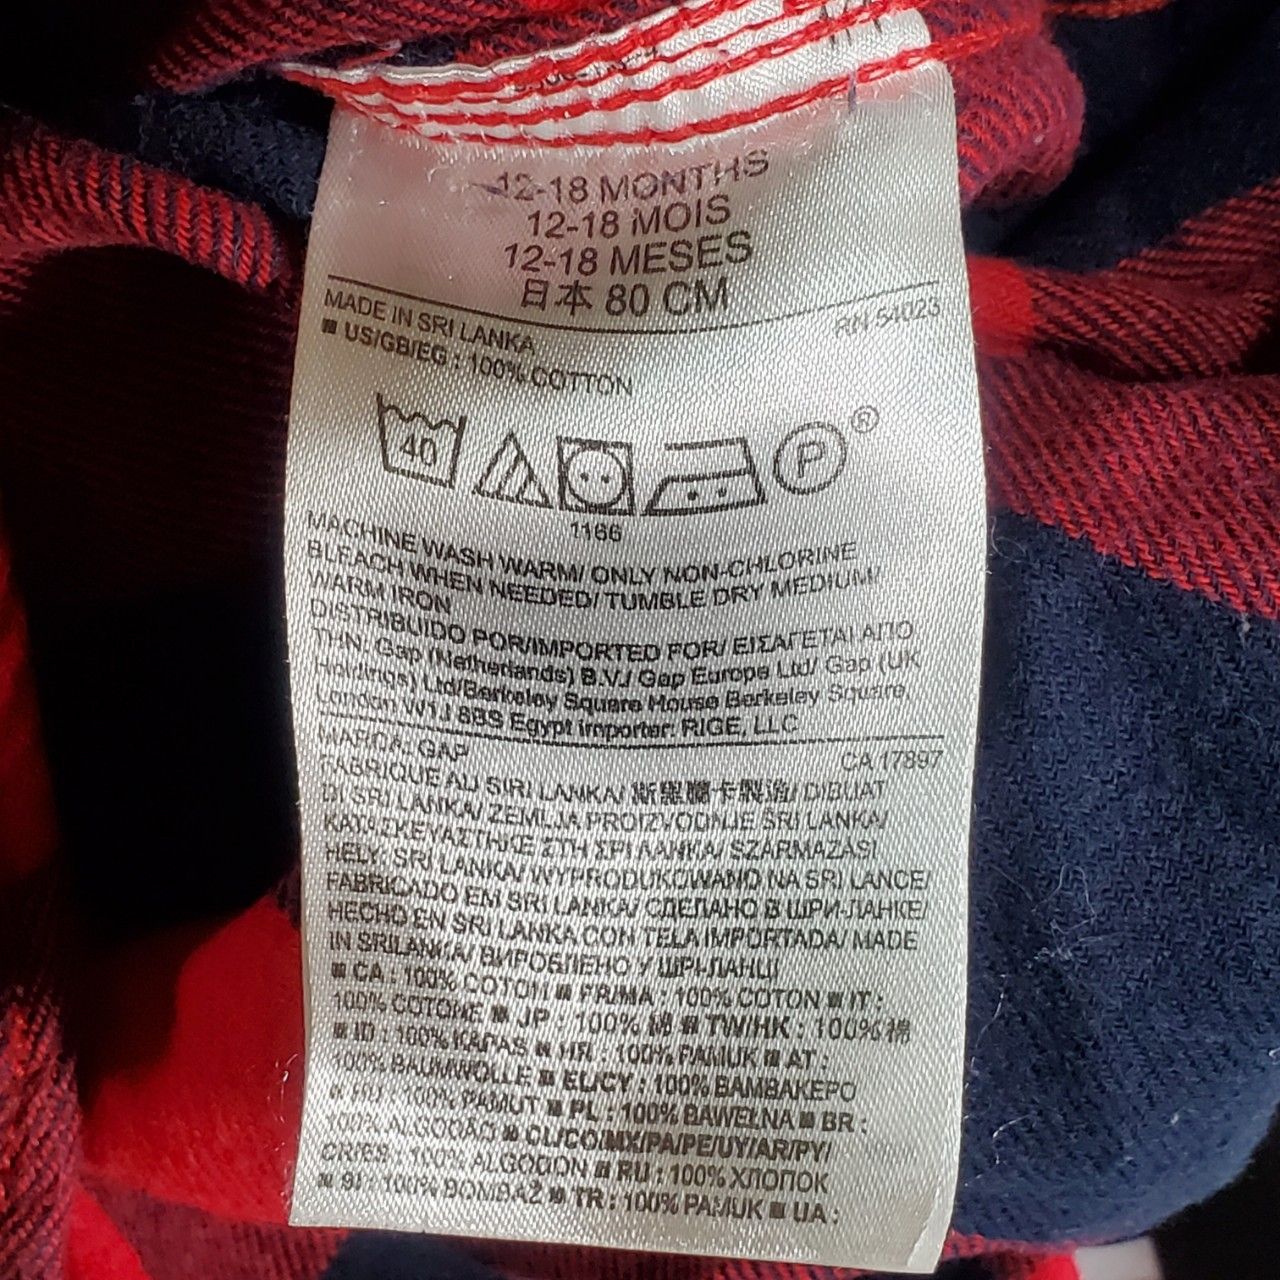 12-18 MONTHS
12-18 MOIS
12-18 MESES
日本 80 CM
MADE IN SRI LANKA
RN 54023
■ US/GB/EG : 100% COTTON
40
P®
1166
MACHINE WASH WARM/ ONLY NON-CHLORINE
BLEACH WHEN NEEDED/ TUMBLE DRY MEDIUM/
WARM IRON
DISTRIBUIDO POR/IMPORTED FOR/ ΕΙΣΑΓΕΤΑΙ ΑΠΟ
ΤΗΝ: Gap (Netherlands) B.V./ Gap Europe Ltd/ Gap (UK
Holdings) Ltd/Berkeley Square House Berkeley Square,
London W1J 6BS Egypt importer: RIGE, LLC
MARCA: GAP
CA 17897
FABRIQUE AU SIRI LANKA/ 斯里蘭卡製造/ DIBUAT
DI SRI LANKA/ ZEMLJA PROIZVODNJE SRI LANKA/
ΚΑΤΑΣΚΕΥΑΣΤΗΚΕ ΣΤΗ ΣΡΙ ΛΑΝΚΑ/ SZÁRMAZÁSI
HELY: SRI LANKA/ WYPRODUKOWANO NA SRI LANCE/
FABRICADO EM SRI LANKA/ СДЕЛАНО В ШРИ-ЛАНКЕ/
HECHO EN SRI LANKA CON TELA IMPORTADA/ MADE
IN SRILANKA/ ВИРОБЛЕНО У ШРІ-ЛАНЦІ
■ CA : 100% COTON ■ FR/MA : 100% COTON ■ IT :
100% COTONE ■ JP : 100% 綿 ■ TW/HK : 100% 棉
■ ID : 100% KAPAS ■ HR : 100% PAMUK ■ AT :
100% BAUMWOLLE ■ EL/CY : 100% ΒΑΜΒΑΚΕΡΟ
■ HU : 100% PAMUT ■ PL : 100% BAWEŁNA ■ BR :
100% ALGODÃO ■ CL/CO/MX/PA/PE/UY/AR/PY/
CR/ES : 100% ALGODON ■ RU : 100% ХЛОПОК
■ SI : 100% BOMBAŽ ■ TR : 100% PAMUK ■ UA :